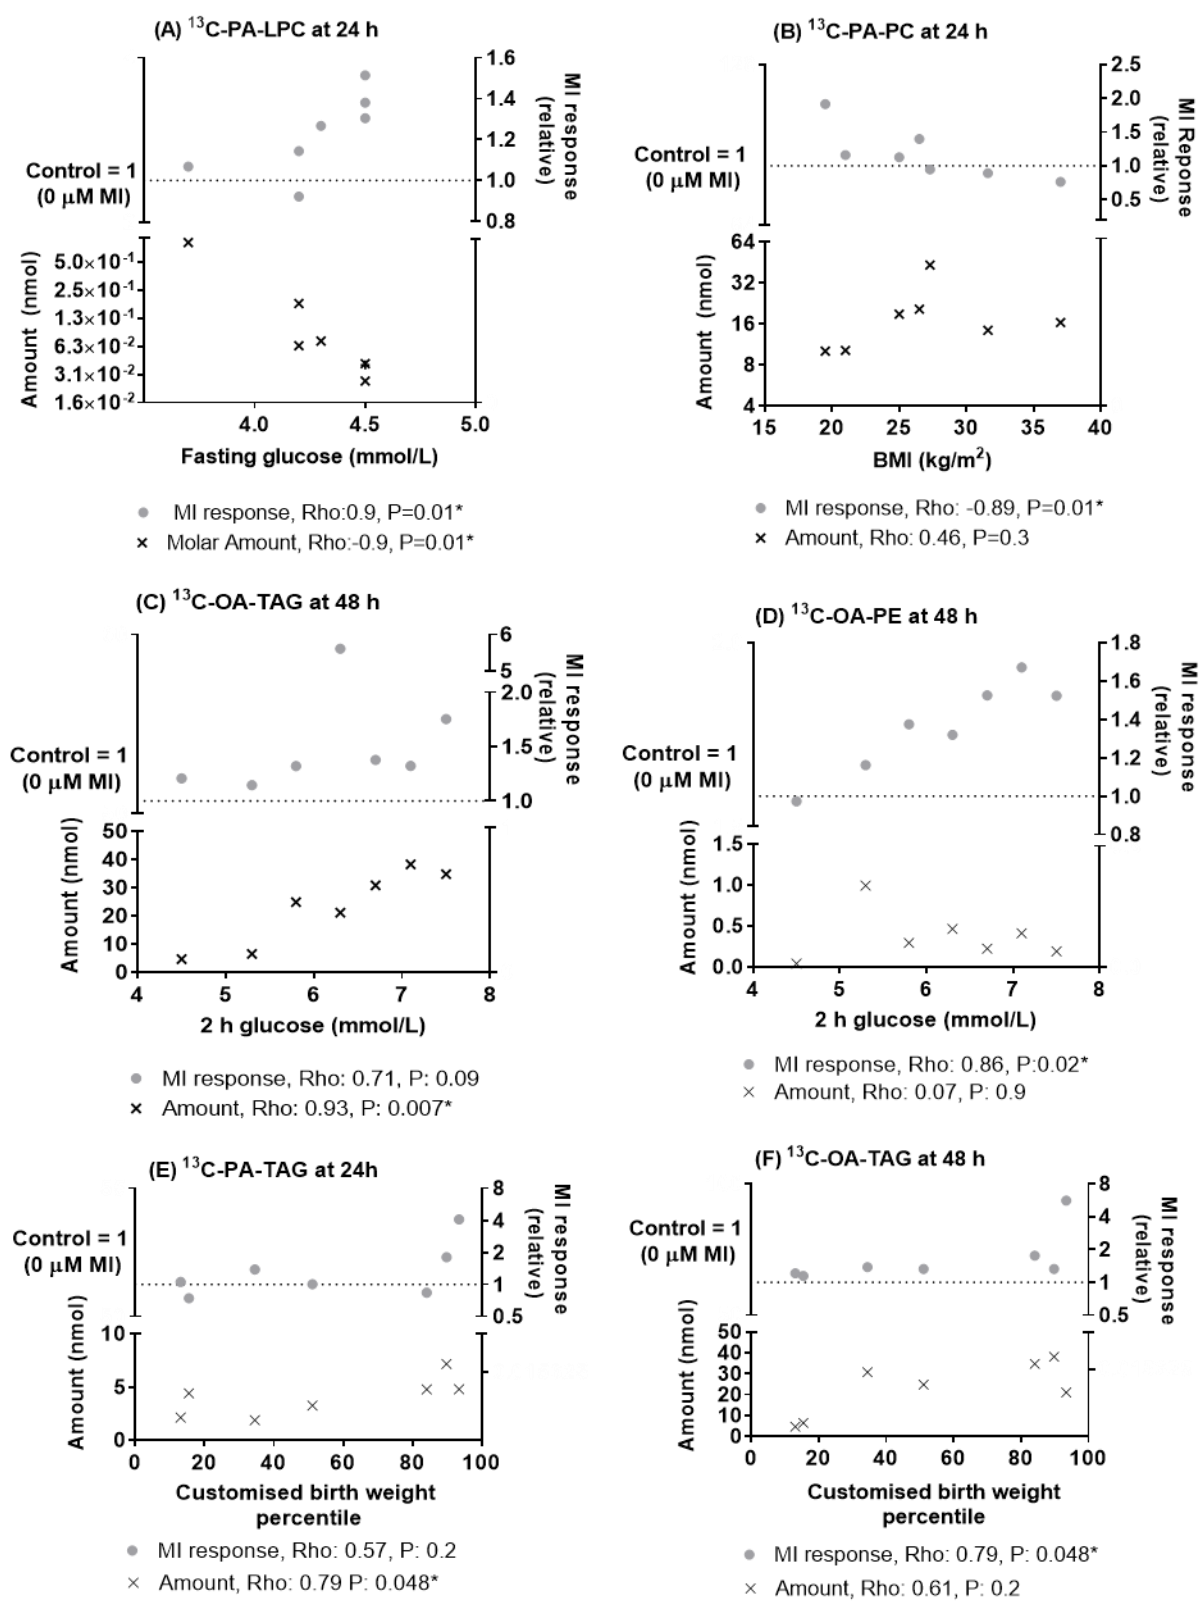 (A) ¹³C-PA-LPC at 24 h
1.6
1.4
1.2
1.0
0.8
MI response
(relative)
Control = 1
(0 µM MI)
5.0×10⁻¹
2.5×10⁻¹
1.3×10⁻¹
6.3×10⁻²
3.1×10⁻²
1.6×10⁻²
Amount (nmol)
4.0 4.5 5.0
Fasting glucose (mmol/L)
MI response, Rho:0.9, P=0.01*
× Molar Amount, Rho:-0.9, P=0.01*
(B) ¹³C-PA-PC at 24 h
2.5
2.0
1.5
1.0
0.5
MI Reponse
(relative)
Control = 1
(0 µM MI)
64
32
16
8
4
Amount (nmol)
15 20 25 30 35 40
BMI (kg/m²)
MI response, Rho: -0.89, P=0.01*
× Amount, Rho: 0.46, P=0.3
(C) ¹³C-OA-TAG at 48 h
6
5
2.0
1.5
1.0
MI response
(relative)
Control = 1
(0 µM MI)
50
40
30
20
10
0
Amount (nmol)
4 5 6 7 8
2 h glucose (mmol/L)
MI response, Rho: 0.71, P: 0.09
× Amount, Rho: 0.93, P: 0.007*
(D) ¹³C-OA-PE at 48 h
1.8
1.6
1.4
1.2
1.0
0.8
MI response
(relative)
Control = 1
(0 µM MI)
1.5
1.0
0.5
0.0
Amount (nmol)
4 5 6 7 8
2 h glucose (mmol/L)
MI response, Rho: 0.86, P:0.02*
× Amount, Rho: 0.07, P: 0.9
(E) ¹³C-PA-TAG at 24h
8
4
2
1
0.5
MI response
(relative)
Control = 1
(0 µM MI)
10
5
0
Amount (nmol)
0 20 40 60 80 100
Customised birth weight
percentile
MI response, Rho: 0.57, P: 0.2
× Amount, Rho: 0.79 P: 0.048*
(F) ¹³C-OA-TAG at 48 h
8
4
2
1
0.5
MI response
(relative)
Control = 1
(0 µM MI)
50
40
30
20
10
0
Amount (nmol)
0 20 40 60 80 100
Customised birth weight
percentile
MI response, Rho: 0.79, P: 0.048*
× Amount, Rho: 0.61, P: 0.2